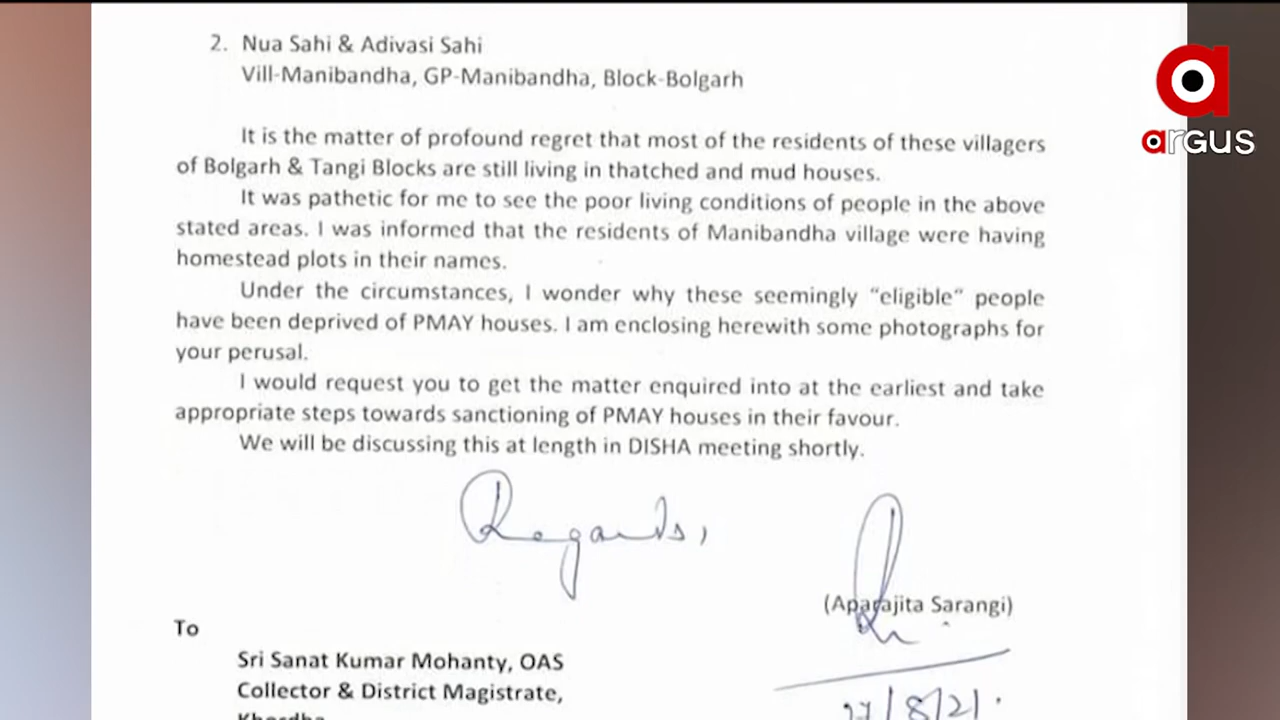 2. Nua Sahi & Adivasi Sahi
Vill-Manibandha, GP-Manibandha, Block-Bolgarh
argus
It is the matter of profound regret that most of the residents of these villagers
of Bolgarh & Tangi Blocks are still living in thatched and mud houses.
It was pathetic for me to see the poor living conditions of people in the above
stated areas. I was informed that the residents of Manibandha village were having
homestead plots in their names.
Under the circumstances, I wonder why these seemingly "eligible" people
have been deprived of PMAY houses. I am enclosing herewith some photographs for
your perusal.
I would request you to get the matter enquired into at the earliest and take
appropriate steps towards sanctioning of PMAY houses in their favour.
We will be discussing this at length in DISHA meeting shortly.
Regards,
(Aparajita Sarangi)
To
Sri Sanat Kumar Mohanty, OAS
Collector & District Magistrate,
Khordha